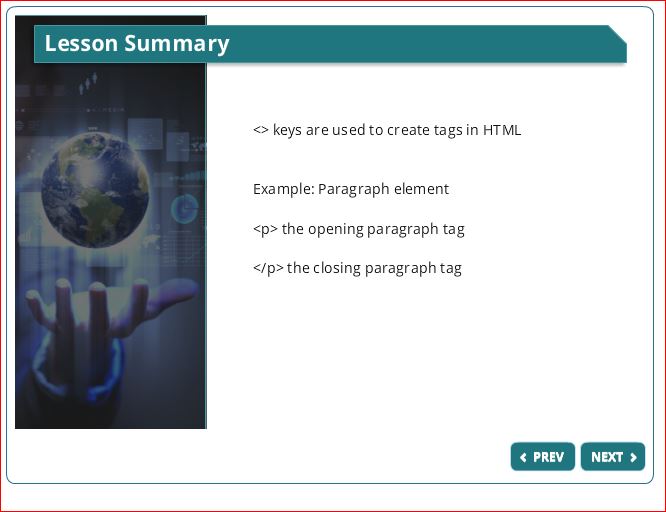 Lesson Summary
<> keys are used to create tags in HTML
Example: Paragraph element
<p> the opening paragraph tag
</p> the closing paragraph tag
PREV
NEXT